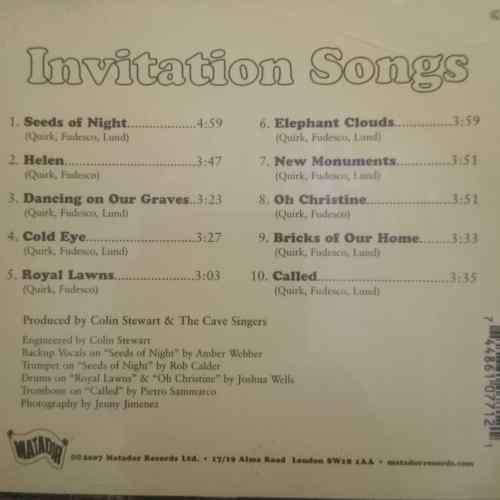 Invitation Songs
1. Seeds of Night....................4:59
(Quirk, Fudesco, Lund)
2. Helen......................................3:47
(Quirk, Fudesco)
3. Dancing on Our Graves..3:23
(Quirk, Fudesco, Lund)
4. Cold Eye................................3:27
(Quirk, Fudesco, Lund)
5. Royal Lawns.......................3:03
(Quirk, Fudesco)
6. Elephant Clouds.................3:59
(Quirk, Fudesco, Lund)
7. New Monuments................3:51
(Quirk, Fudesco, Lund)
8. Oh Christine.........................3:51
(Quirk, Fudesco)
9. Bricks of Our Home.........3:33
(Quirk, Fudesco, Lund)
10. Called.....................................3:35
(Quirk, Fudesco, Lund)
Produced by Colin Stewart & The Cave Singers
Engineered by Colin Stewart
Backup Vocals on "Seeds of Night" by Amber Webber
Trumpet on "Seeds of Night" by Rob Calder
Drums on "Royal Lawns" & "Oh Christine" by Joshua Wells
Trombone on "Called" by Pietro Sammarco
Photography by Jenny Jimenez
MATADOR
℗©2007 Matador Records Ltd. • 17/19 Alma Road London SW18 1AA • matadorrecords.com